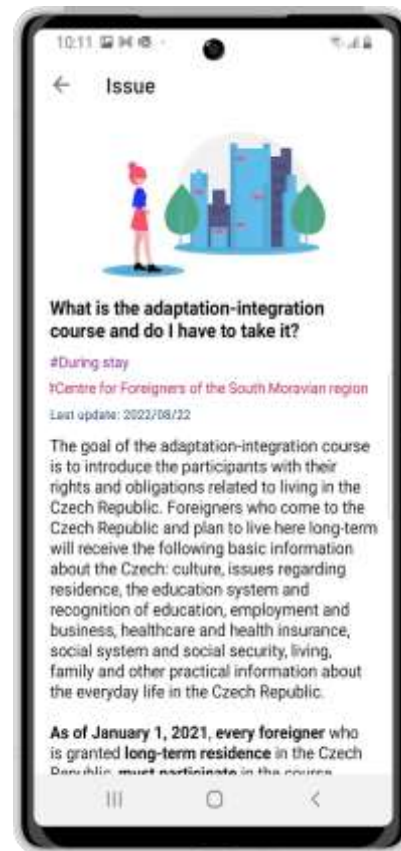 10:11
Issue
What is the adaptation-integration
course and do I have to take it?
#During stay
#Centre for Foreigners of the South Moravian region
Last update: 2022/08/22
The goal of the adaptation-integration course
is to introduce the participants with their
rights and obligations related to living in the
Czech Republic. Foreigners who come to the
Czech Republic and plan to live here long-term
will receive the following basic information
about the Czech: culture, issues regarding
residence, the education system and
recognition of education, employment and
business, healthcare and health insurance,
social system and social security, living,
family and other practical information about
the everyday life in the Czech Republic.
As of January 1, 2021, every foreigner who
is granted long-term residence in the Czech
Republic, must participate in the course